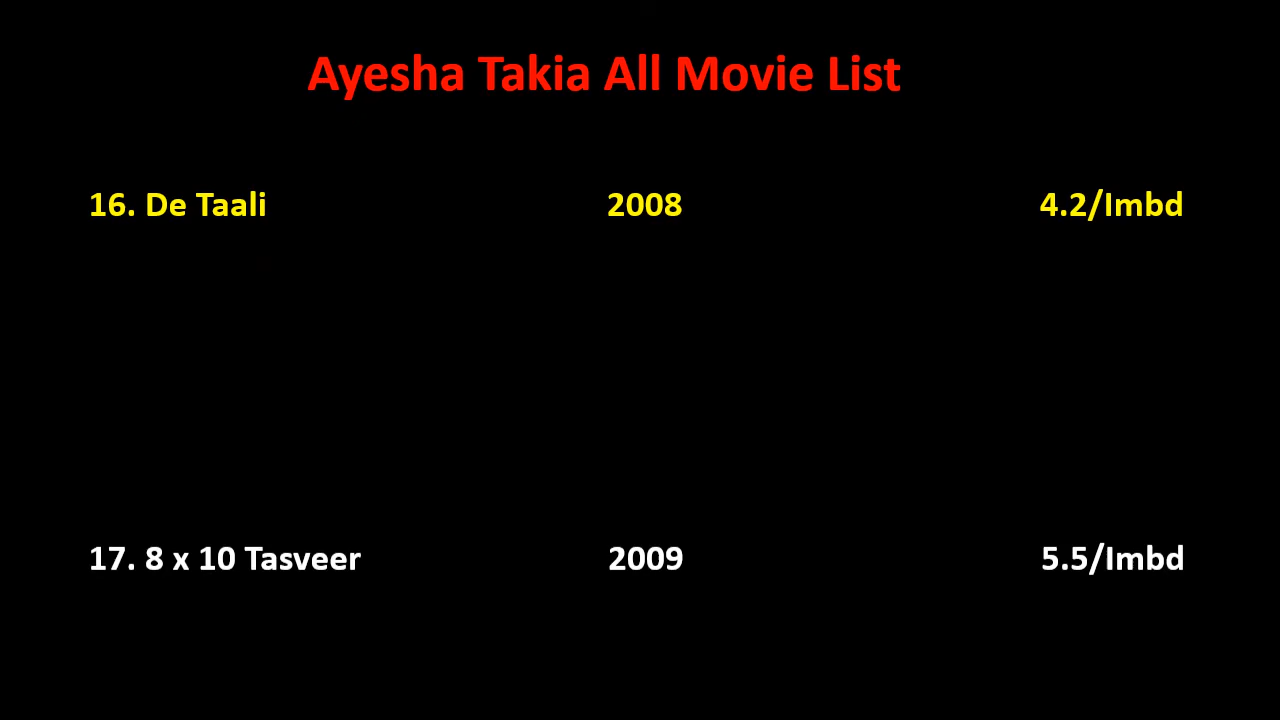 Ayesha Takia All Movie List
16. De Taali 2008 4.2/Imbd
17. 8 x 10 Tasveer 2009 5.5/Imbd